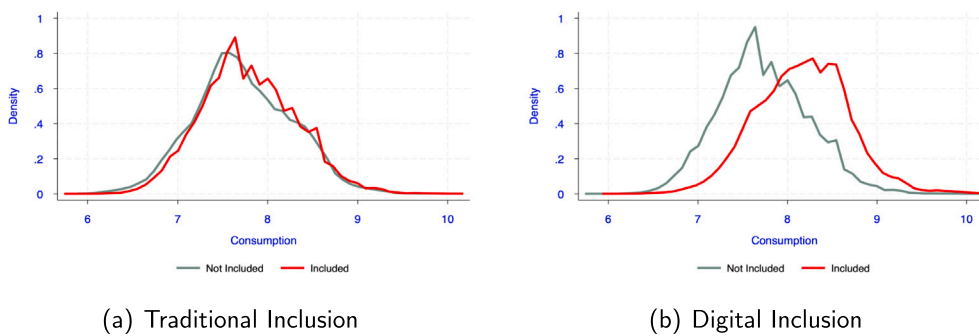 1
.8
.6
.4
.2
0
Density
6 7 8 9 10
Consumption
Not Included Included
(a) Traditional Inclusion
1
.8
.6
.4
.2
0
Density
6 7 8 9 10
Consumption
Not Included Included
(b) Digital Inclusion